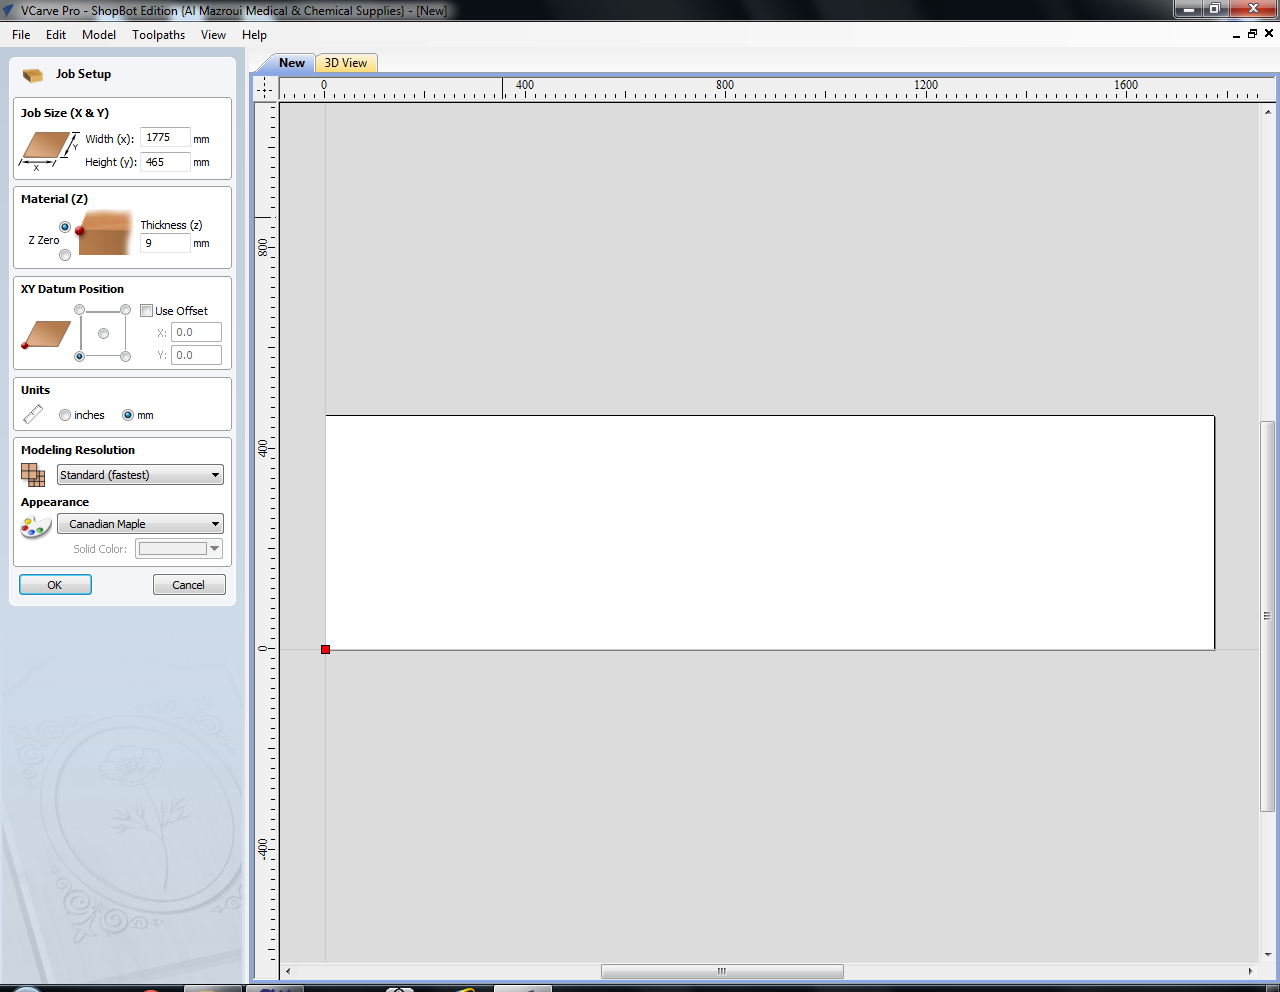 VCarve Pro - ShopBot Edition {Al Mazroui Medical & Chemical Supplies} - [New]
File Edit Model Toolpaths View Help
Job Setup
New 3D View
Job Size (X & Y)
Width (x): 1775 mm
Height (y): 465 mm
Y
X
Material (Z)
Thickness (z)
Z Zero
9 mm
XY Datum Position
Use Offset
X: 0.0
Y: 0.0
Units
inches mm
Modeling Resolution
Standard (fastest)
Appearance
Canadian Maple
Solid Color:
OK Cancel
0 400 800 1200 1600
800
400
0
-400